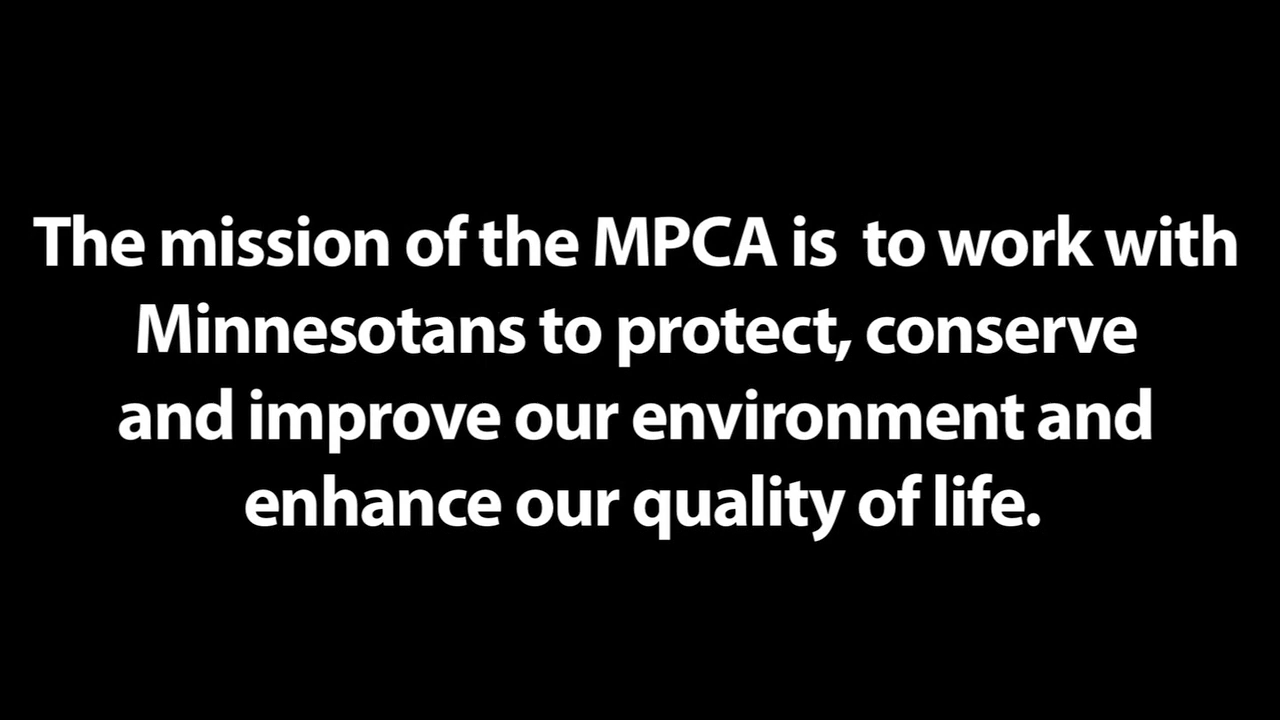 The mission of the MPCA is  to work with
Minnesotans to protect, conserve
and improve our environment and
enhance our quality of life.